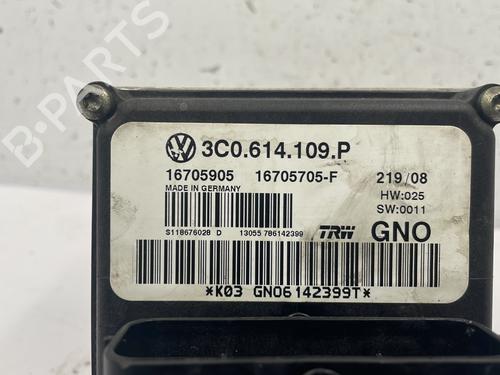 B-PARTS
3C0.614.109.P
16705905 16705705-F 219/08
MADE IN GERMANY
HW:025
SW:0011
S118676028 D 13055 786142399
TRW GNO
*K03 GNO6142399T*